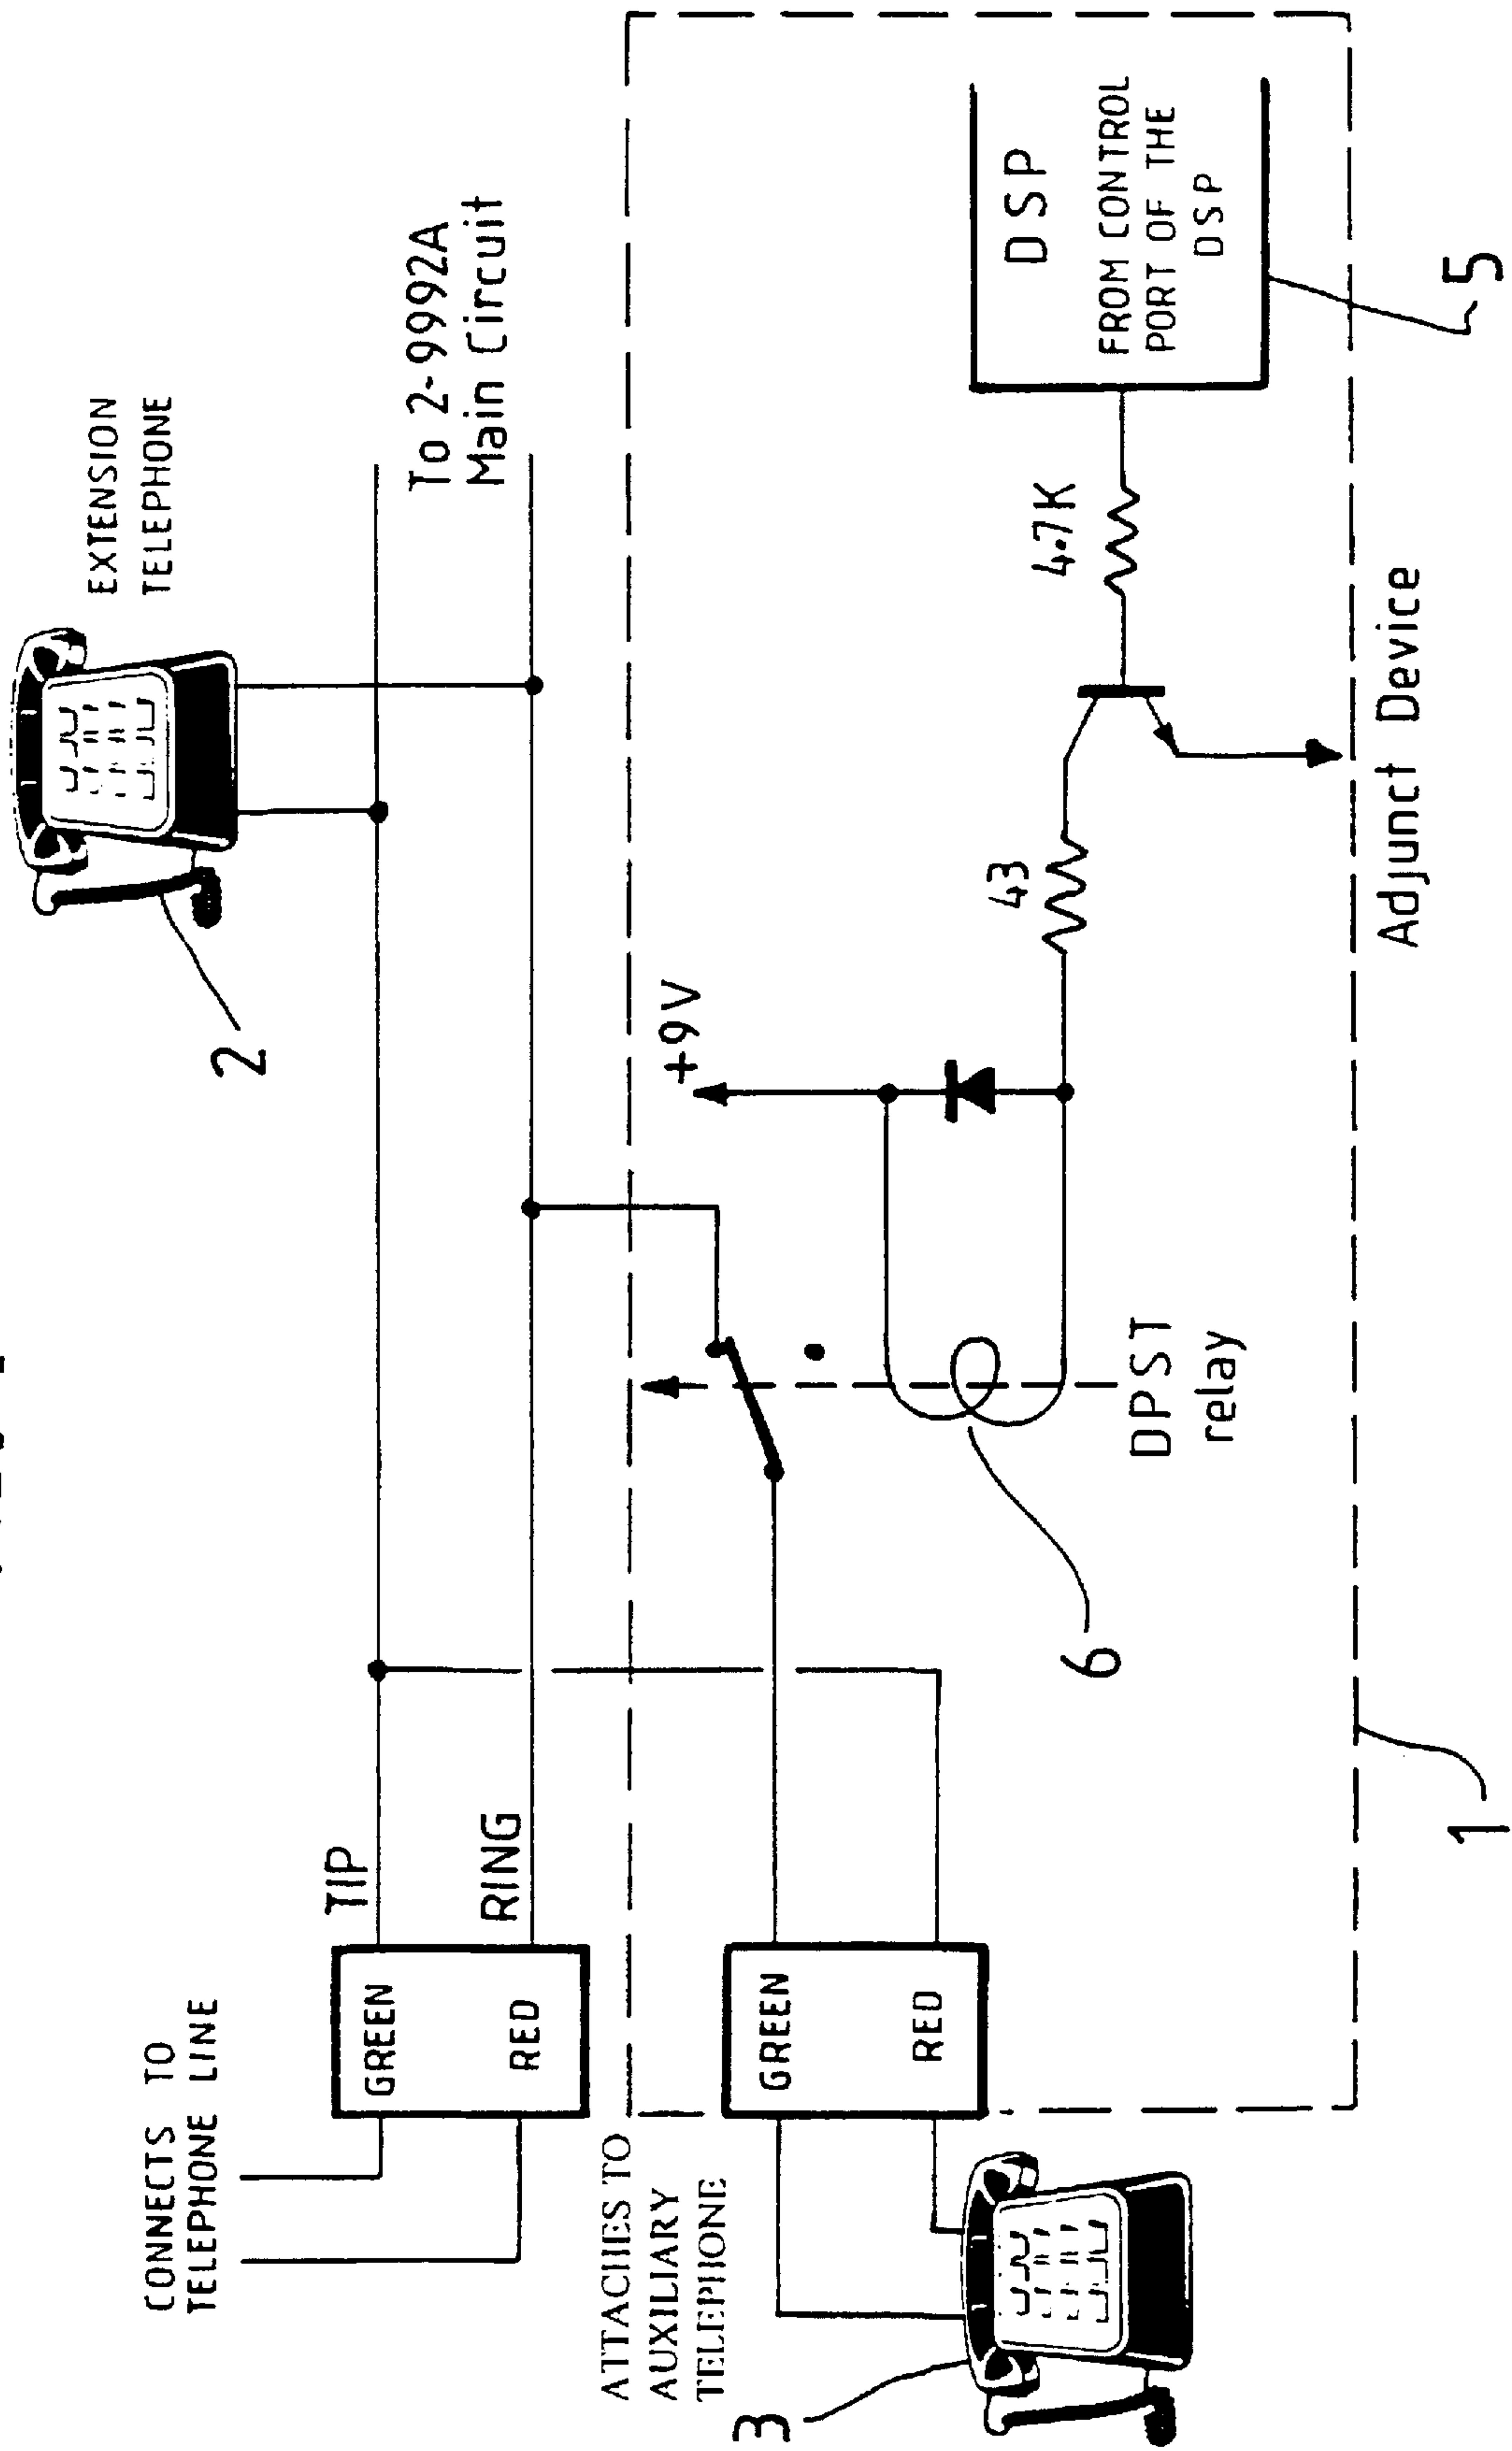 CONNECTS TO
TELEPHONE LINE
GREEN
RED
TIP
RING
EXTENSION
TELEPHONE
2
To 2-9992A
Main Circuit
ATTACHES TO
AUXILIARY
TELEPHONE
3
GREEN
RED
6
DPST
relay
+9V
43
4.7K
DSP
FROM CONTROL
PORT OF THE
DSP
5
1
Adjunct Device